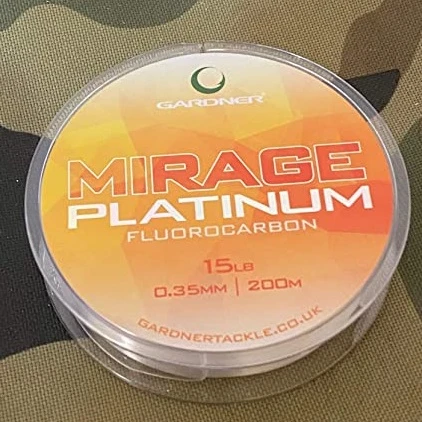 GARDNER
MIRAGE
PLATINUM
FLUOROCARBON
15LB
0.35MM | 200M
GARDNERTACKLE.CO.UK